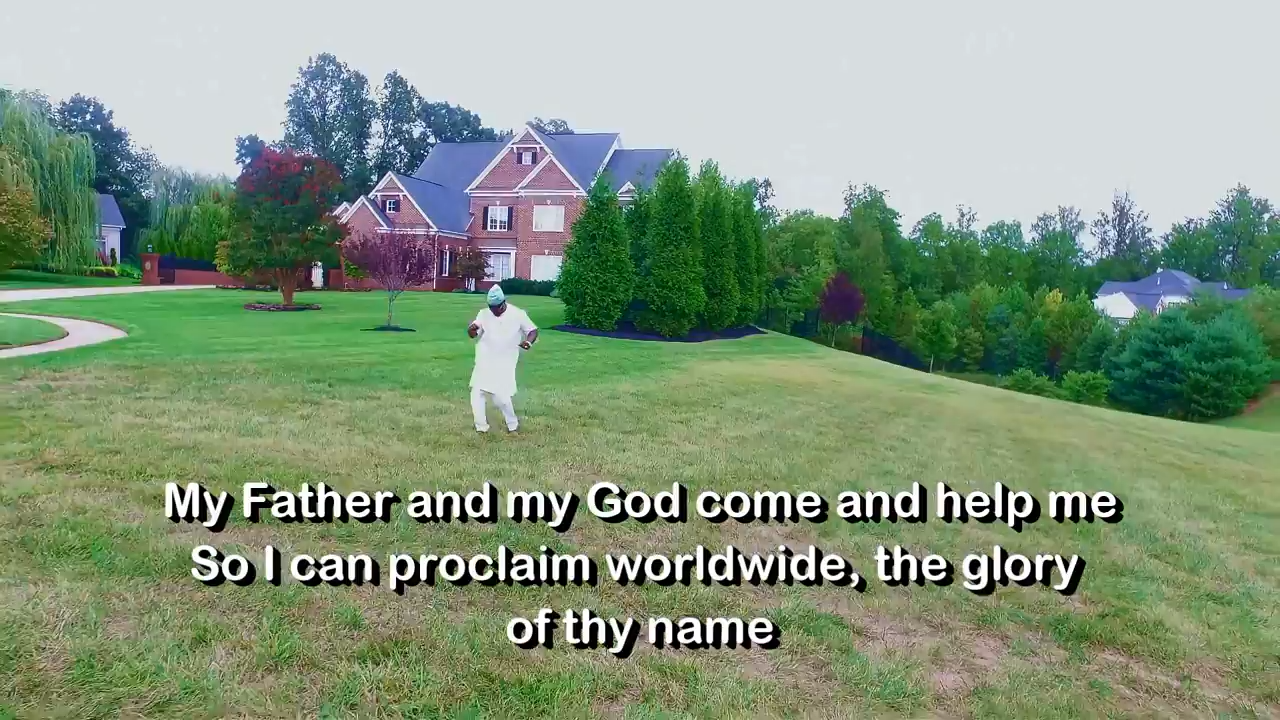 My Father and my God come and help me
So I can proclaim worldwide, the glory
of thy name